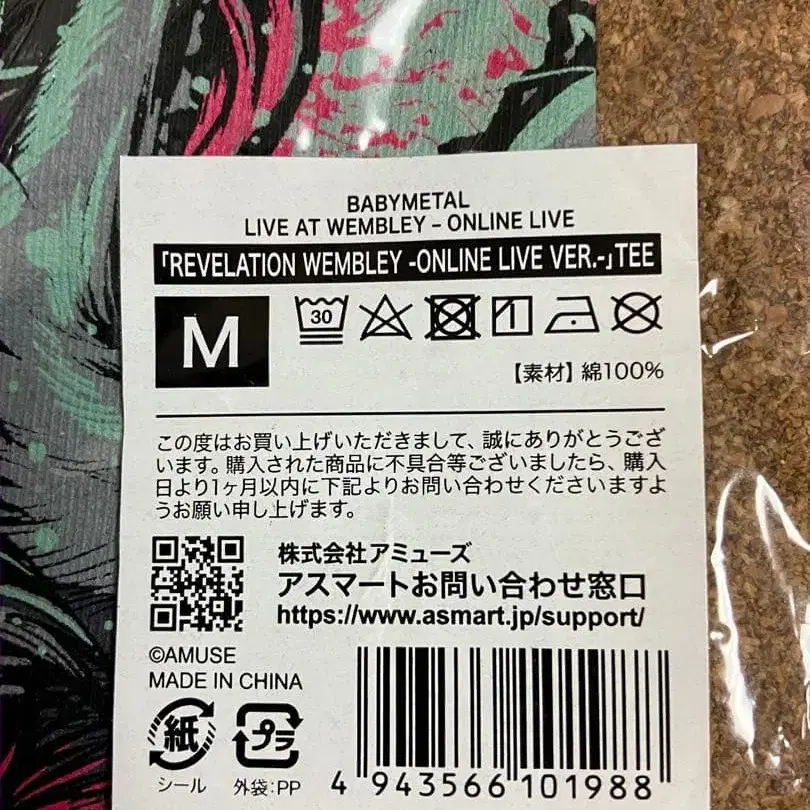 BABYMETAL
LIVE AT WEMBLEY – ONLINE LIVE
「REVELATION WEMBLEY -ONLINE LIVE VER.-」TEE
M
30
【素材】綿100%
この度はお買い上げいただきまして、誠にありがとうござ
います。購入された商品に不具合等ございましたら、購入
日より1ヶ月以内に下記よりお問い合わせくださいますよ
うお願い申し上げます。
株式会社アミューズ
アスマートお問い合わせ窓口
https://www.asmart.jp/support/
©AMUSE
MADE IN CHINA
紙
プラ
シール
外袋:PP
4 943566 101988